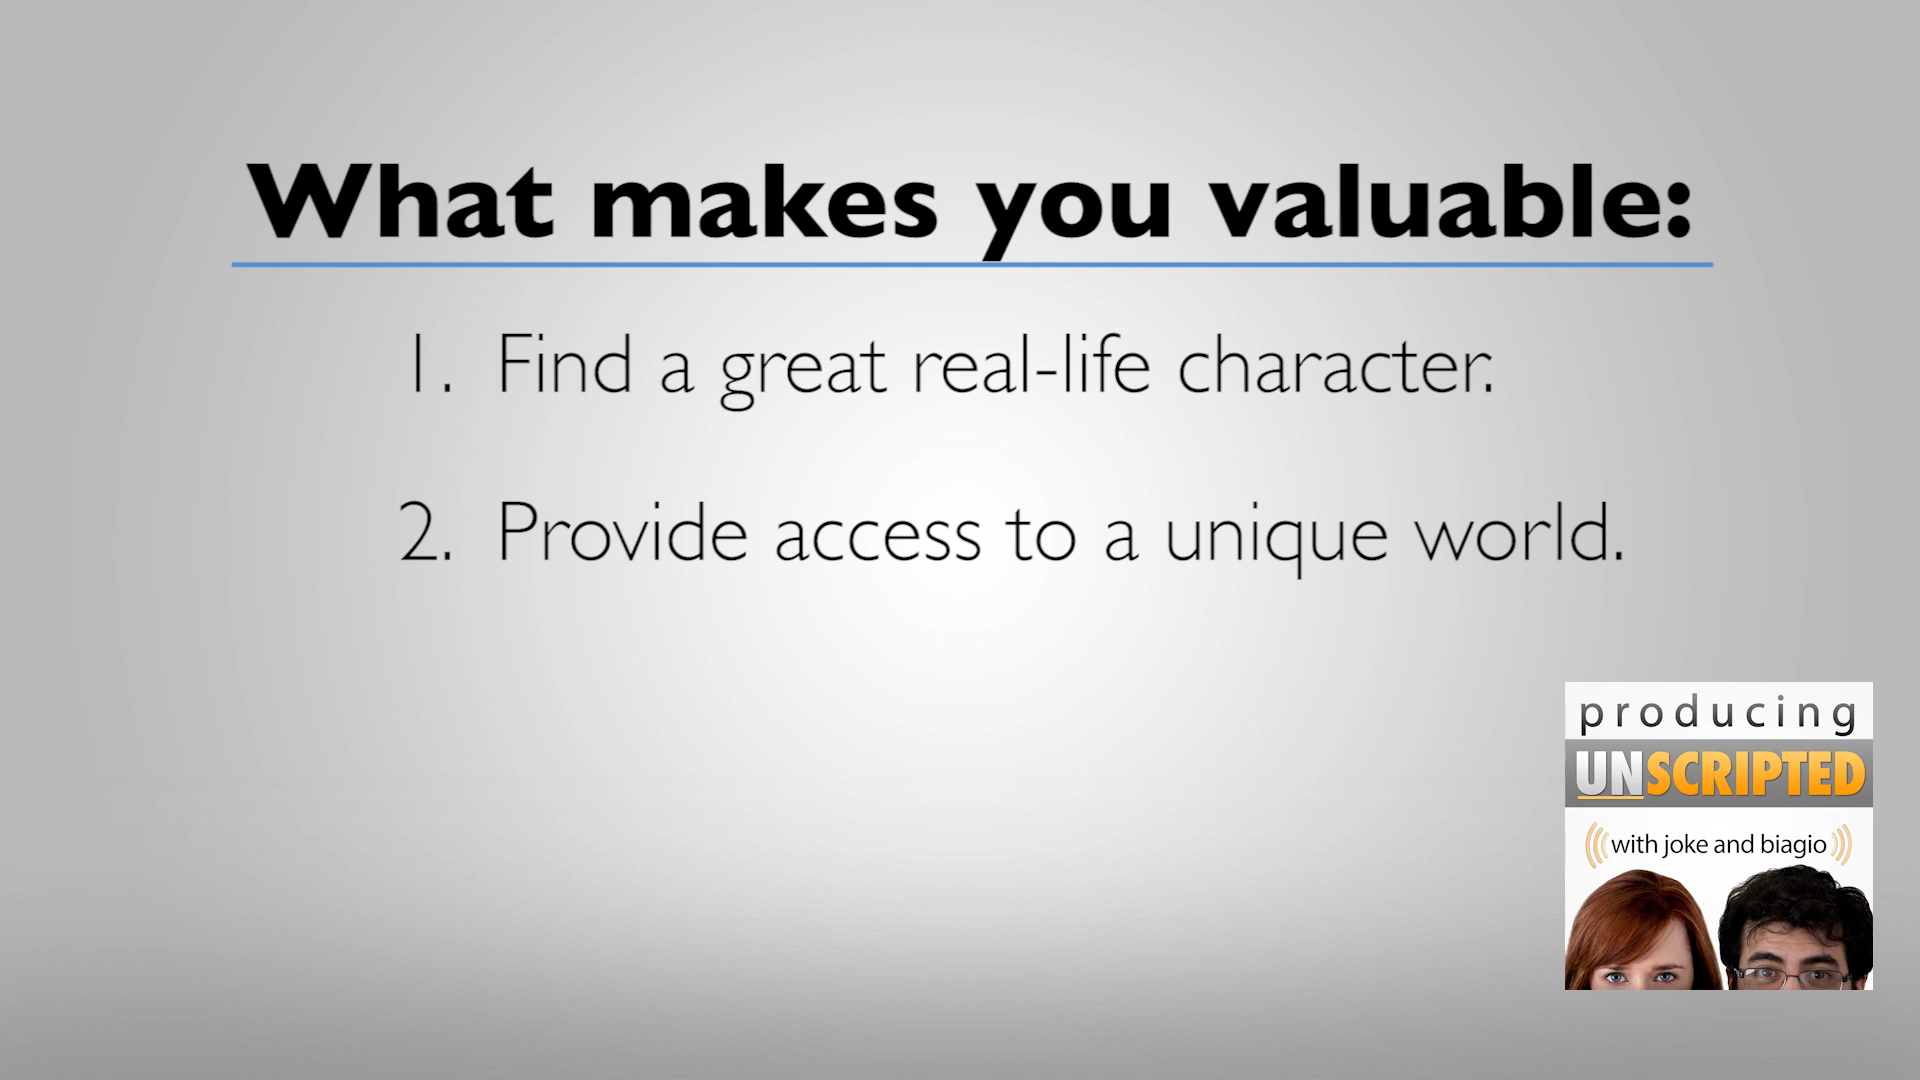 What makes you valuable:
1. Find a great real-life character.
2. Provide access to a unique world.
producing
UNSCRIPTED
with joke and biagio